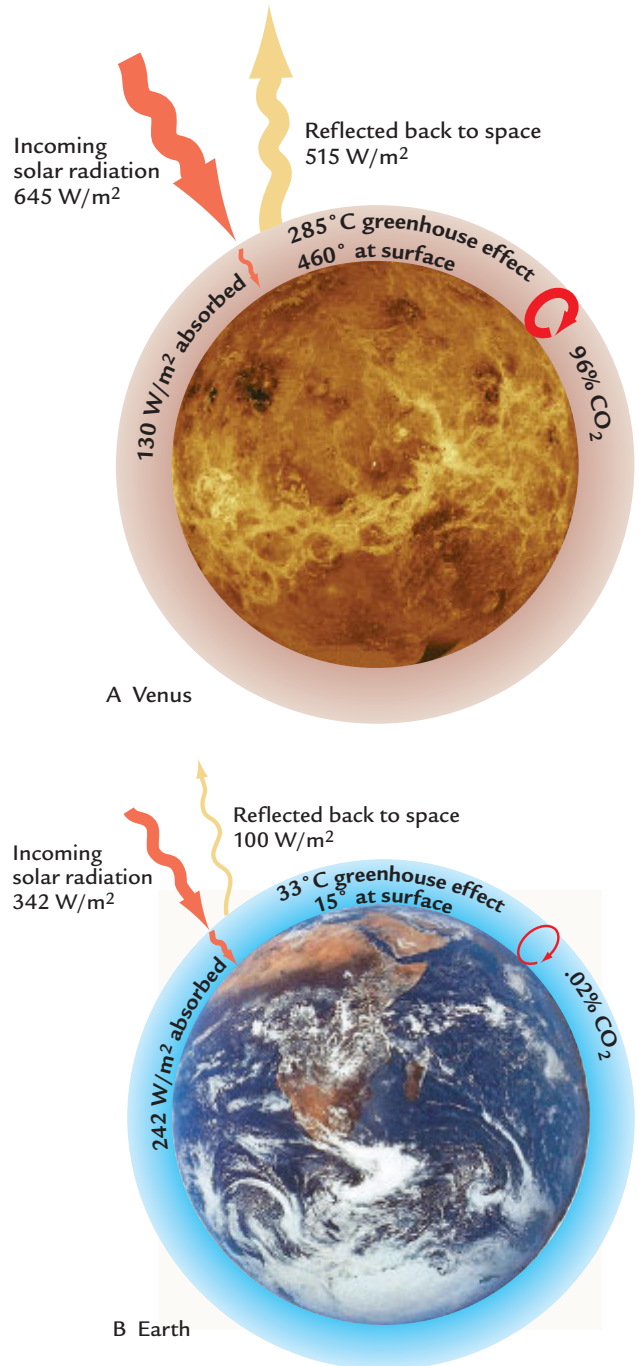 Incoming
solar radiation
645 W/m²
Reflected back to space
515 W/m²
285°C greenhouse effect
460° at surface
130 W/m² absorbed
96% CO₂
A Venus
Incoming
solar radiation
342 W/m²
Reflected back to space
100 W/m²
33°C greenhouse effect
15° at surface
242 W/m² absorbed
.02% CO₂
B Earth